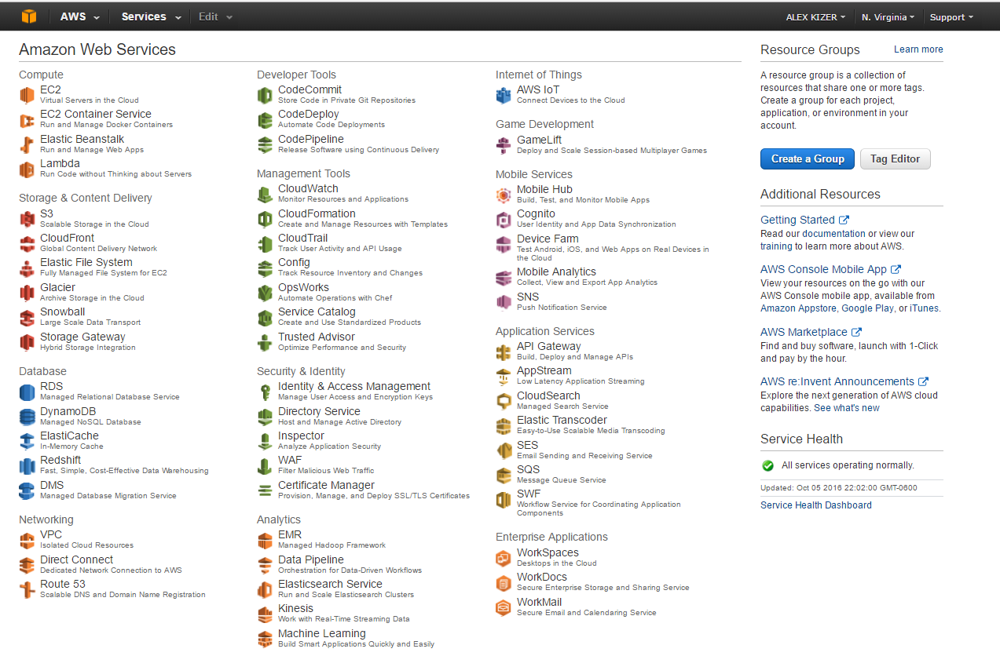 AWS
Services
Edit
ALEX KIZER
N. Virginia
Support
Amazon Web Services
Compute
EC2
Virtual Servers in the Cloud
EC2 Container Service
Run and Manage Docker Containers
Elastic Beanstalk
Run and Manage Web Apps
Lambda
Run Code without Thinking about Servers
Storage & Content Delivery
S3
Scalable Storage in the Cloud
CloudFront
Global Content Delivery Network
Elastic File System
Fully Managed File System for EC2
Glacier
Archive Storage in the Cloud
Snowball
Large Scale Data Transport
Storage Gateway
Hybrid Storage Integration
Database
RDS
Managed Relational Database Service
DynamoDB
Managed NoSQL Database
ElastiCache
In-Memory Cache
Redshift
Fast, Simple, Cost-Effective Data Warehousing
DMS
Managed Database Migration Service
Networking
VPC
Isolated Cloud Resources
Direct Connect
Dedicated Network Connection to AWS
Route 53
Scalable DNS and Domain Name Registration
Developer Tools
CodeCommit
Store Code in Private Git Repositories
CodeDeploy
Automate Code Deployments
CodePipeline
Release Software using Continuous Delivery
Management Tools
CloudWatch
Monitor Resources and Applications
CloudFormation
Create and Manage Resources with Templates
CloudTrail
Track User Activity and API Usage
Config
Track Resource Inventory and Changes
OpsWorks
Automate Operations with Chef
Service Catalog
Create and Use Standardized Products
Trusted Advisor
Optimize Performance and Security
Security & Identity
Identity & Access Management
Manage User Access and Encryption Keys
Directory Service
Host and Manage Active Directory
Inspector
Analyze Application Security
WAF
Filter Malicious Web Traffic
Certificate Manager
Provision, Manage, and Deploy SSL/TLS Certificates
Analytics
EMR
Managed Hadoop Framework
Data Pipeline
Orchestration for Data-Driven Workflows
Elasticsearch Service
Run and Scale Elasticsearch Clusters
Kinesis
Work with Real-Time Streaming Data
Machine Learning
Build Smart Applications Quickly and Easily
Internet of Things
AWS IoT
Connect Devices to the Cloud
Game Development
GameLift
Deploy and Scale Session-based Multiplayer Games
Mobile Services
Mobile Hub
Build, Test, and Monitor Mobile Apps
Cognito
User Identity and App Data Synchronization
Device Farm
Test Android, iOS, and Web Apps on Real Devices in
the Cloud
Mobile Analytics
Collect, View and Export App Analytics
SNS
Push Notification Service
Application Services
API Gateway
Build, Deploy and Manage APIs
AppStream
Low Latency Application Streaming
CloudSearch
Managed Search Service
Elastic Transcoder
Easy-to-Use Scalable Media Transcoding
SES
Email Sending and Receiving Service
SQS
Message Queue Service
SWF
Workflow Service for Coordinating Application
Components
Enterprise Applications
WorkSpaces
Desktops in the Cloud
WorkDocs
Secure Enterprise Storage and Sharing Service
WorkMail
Secure Email and Calendaring Service
Resource Groups
Learn more
A resource group is a collection of
resources that share one or more tags.
Create a group for each project,
application, or environment in your
account.
Create a Group
Tag Editor
Additional Resources
Getting Started
Read our documentation or view our
training to learn more about AWS.
AWS Console Mobile App
View your resources on the go with our
AWS Console mobile app, available from
Amazon Appstore, Google Play, or iTunes.
AWS Marketplace
Find and buy software, launch with 1-Click
and pay by the hour.
AWS re:Invent Announcements
Explore the next generation of AWS cloud
capabilities. See what's new
Service Health
All services operating normally.
Updated: Oct 05 2016 22:02:00 GMT-0600
Service Health Dashboard